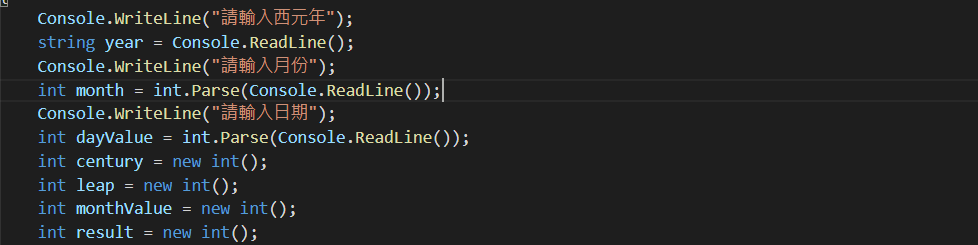 Console.WriteLine("請輸入西元年");
string year = Console.ReadLine();
Console.WriteLine("請輸入月份");
int month = int.Parse(Console.ReadLine());
Console.WriteLine("請輸入日期");
int dayValue = int.Parse(Console.ReadLine());
int century = new int();
int leap = new int();
int monthValue = new int();
int result = new int();